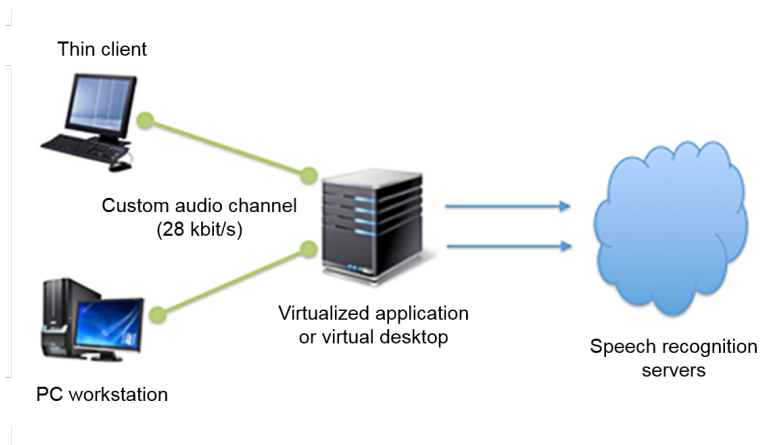 Thin client
Custom audio channel
(28 kbit/s)
Virtualized application
or virtual desktop
Speech recognition
servers
PC workstation